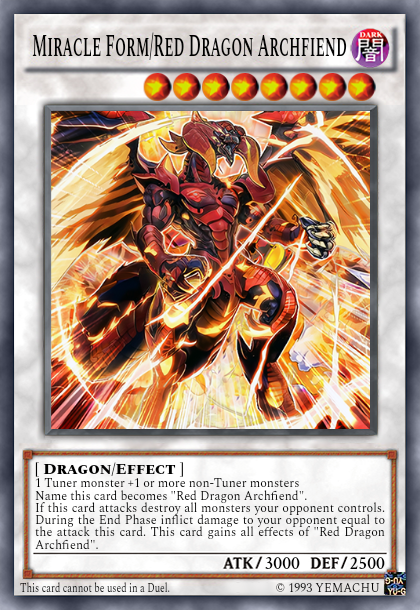 MIRACLE FORM/RED DRAGON ARCHFIEND
DARK
闇
[ DRAGON/EFFECT ]
1 Tuner monster +1 or more non-Tuner monsters
Name this card becomes "Red Dragon Archfiend".
If this card attacks destroy all monsters your opponent controls.
During the End Phase inflict damage to your opponent equal to
the attack this card. This card gains all effects of "Red Dragon
Archfiend".
ATK/3000 DEF/2500
This card cannot be used in a Duel.
© 1993 YEMACHU
YU-G